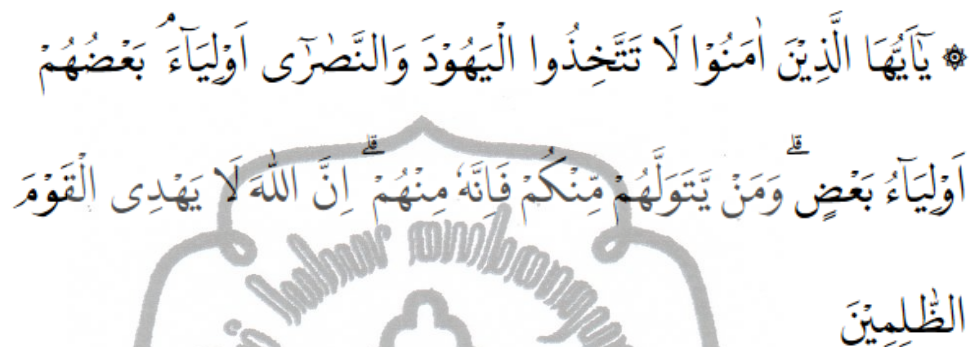 ۞ يٰٓاَيُّهَا الَّذِيْنَ اٰمَنُوْا لَا تَتَّخِذُوا الْيَهُوْدَ وَالنَّصٰرٰٓى اَوْلِيَاۤءَ ۘ بَعْضُهُمْ
اَوْلِيَاۤءُ بَعْضٍۗ وَمَنْ يَّتَوَلَّهُمْ مِّنْكُمْ فَاِنَّهٗ مِنْهُمْ ۗ اِنَّ اللّٰهَ لَا يَهْدِى الْقَوْمَ
الظّٰلِمِيْنَ